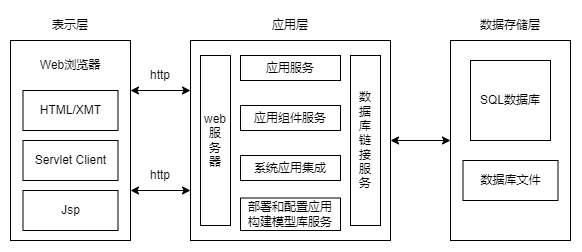 表示层
应用层
数据存储层
Web浏览器
HTML/XMT
Servlet Client
Jsp
http
http
web
服
务
器
应用服务
应用组件服务
系统应用集成
部署和配置应用
构建模型库服务
数
据
库
链
接
服
务
SQL数据库
数据库文件